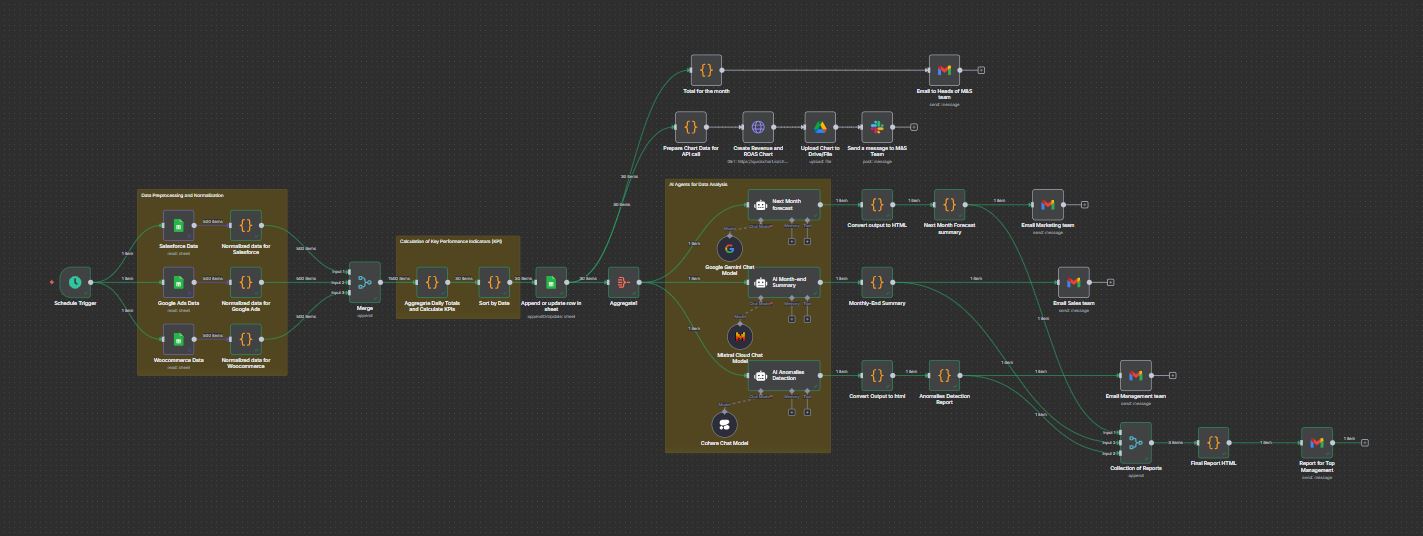 Total for the month
Email to Heads of M&S
team
send: message
Prepare Chart Data for
API call
Create Revenue and
ROAS Chart
Upload Chart to
Drive/File
upload: file
Send a message to M&S
Team
post: message
30 items
30 items
Data Preprocessing and Normalization
Salesforce Data
read: sheet
500 items
Normalized data for
Salesforce
Google Ads Data
read: sheet
500 items
Normalized data for
Google Ads
Woocommerce Data
read: sheet
500 items
Normalized data for
Woocommerce
Schedule Trigger
1 item
1 item
1 item
500 items
500 items
500 items
Input 1
Input 2
Input 3
Merge
append
1500 items
Calculation of Key Performance Indicators (KPI)
Aggregate Daily Totals
and Calculate KPIs
30 items
Sort by Date
30 items
Append or update row in
sheet
appendOrUpdate: sheet
30 items
Aggregate1
1 item
1 item
1 item
AI Agents for Data Analysis
Next Month
forecast
Chat Model*
Memory
Tool
Model
Google Gemini Chat
Model
AI Month-end
Summary
Chat Model*
Memory
Tool
Model
Mistral Cloud Chat
Model
AI Anomalies
Detection
Chat Model*
Memory
Tool
Model
Cohere Chat Model
1 item
Convert output to HTML
1 item
Next Month Forecast
summary
1 item
Email Marketing team
send: message
1 item
Monthly-End Summary
1 item
Email Sales team
send: message
1 item
Convert Output to html
1 item
Anomalies Detection
Report
1 item
Email Management team
send: message
1 item
1 item
1 item
Input 1
Input 2
Collection of Reports
append
3 items
Final Report HTML
1 item
Report for Top
Management
send: message
1 item